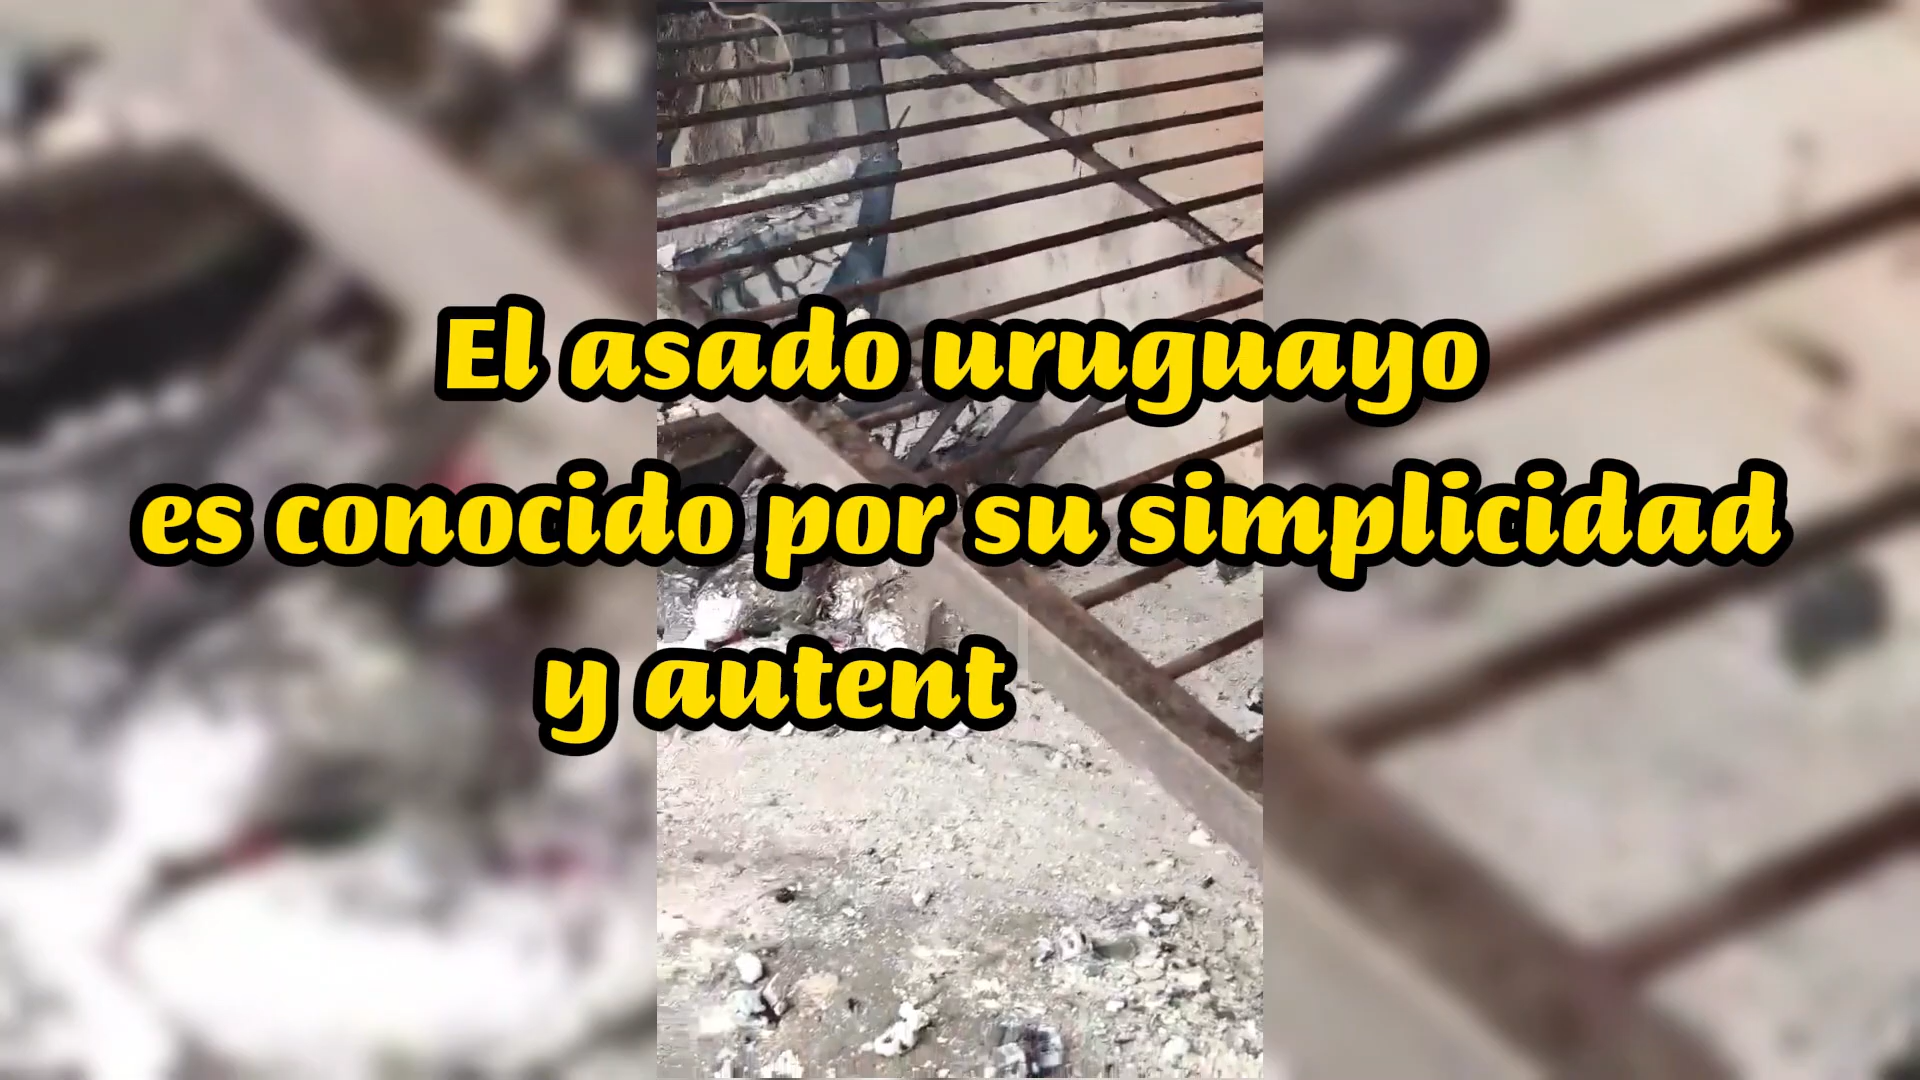 El asado uruguayo
es conocido por su simplicidad
y autent